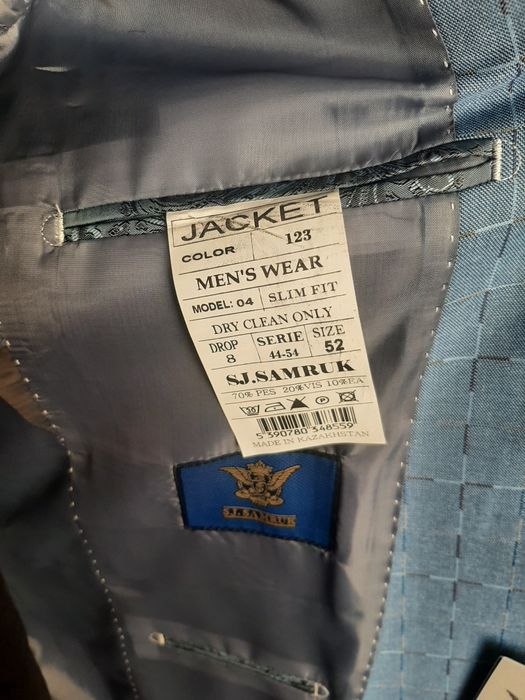 JACKET
COLOR 123
MEN'S WEAR
MODEL: 04 SLIM FIT
DRY CLEAN ONLY
DROP SERIE SIZE
8 44-54 52
S.J.SAMRUK
70% PES 20%VIS 10%EA
5 390780 348559
MADE IN KAZAKHSTAN
S.J.SAMRUK